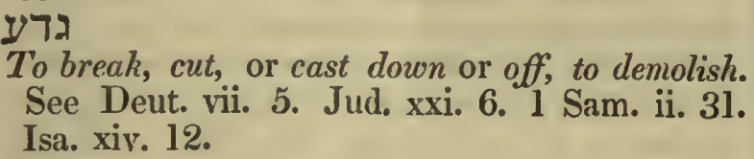 גדע
To break, cut, or cast down or off, to demolish.
See Deut. vii. 5. Jud. xxi. 6. 1 Sam. ii. 31.
Isa. xiv. 12.